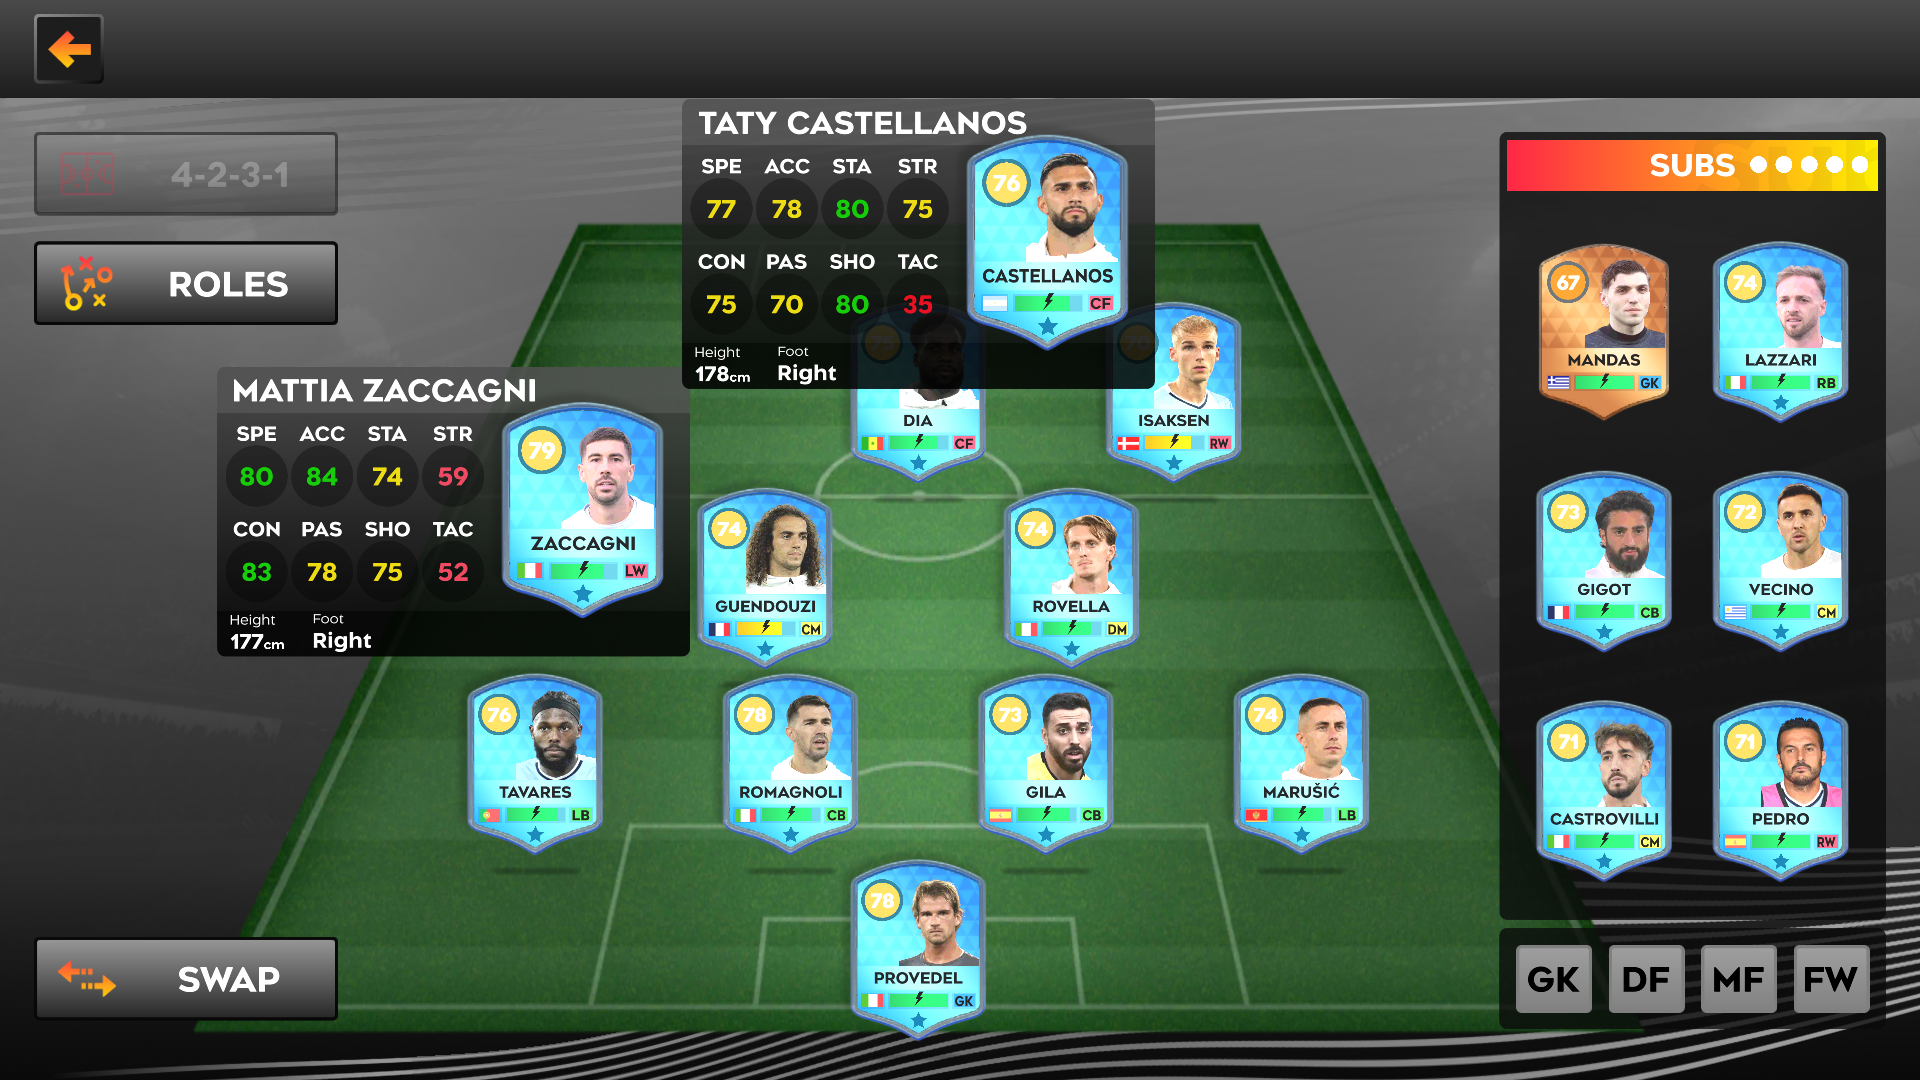 4-2-3-1
ROLES
SWAP
TATY CASTELLANOS
SPE ACC STA STR
77 78 80 75
CON PAS SHO TAC
75 70 80 35
Height Foot
178cm Right
76
CASTELLANOS
CF
MATTIA ZACCAGNI
SPE ACC STA STR
80 84 74 59
CON PAS SHO TAC
83 78 75 52
Height Foot
177cm Right
79
ZACCAGNI
LW
DIA
CF
ISAKSEN
RW
74
GUENDOUZI
CM
74
ROVELLA
DM
76
TAVARES
LB
78
ROMAGNOLI
CB
73
GILA
CB
74
MARUŠIĆ
LB
78
PROVEDEL
GK
SUBS
67
MANDAS
GK
74
LAZZARI
RB
73
GIGOT
CB
72
VECINO
CM
71
CASTROVILLI
CM
71
PEDRO
RW
GK DF MF FW